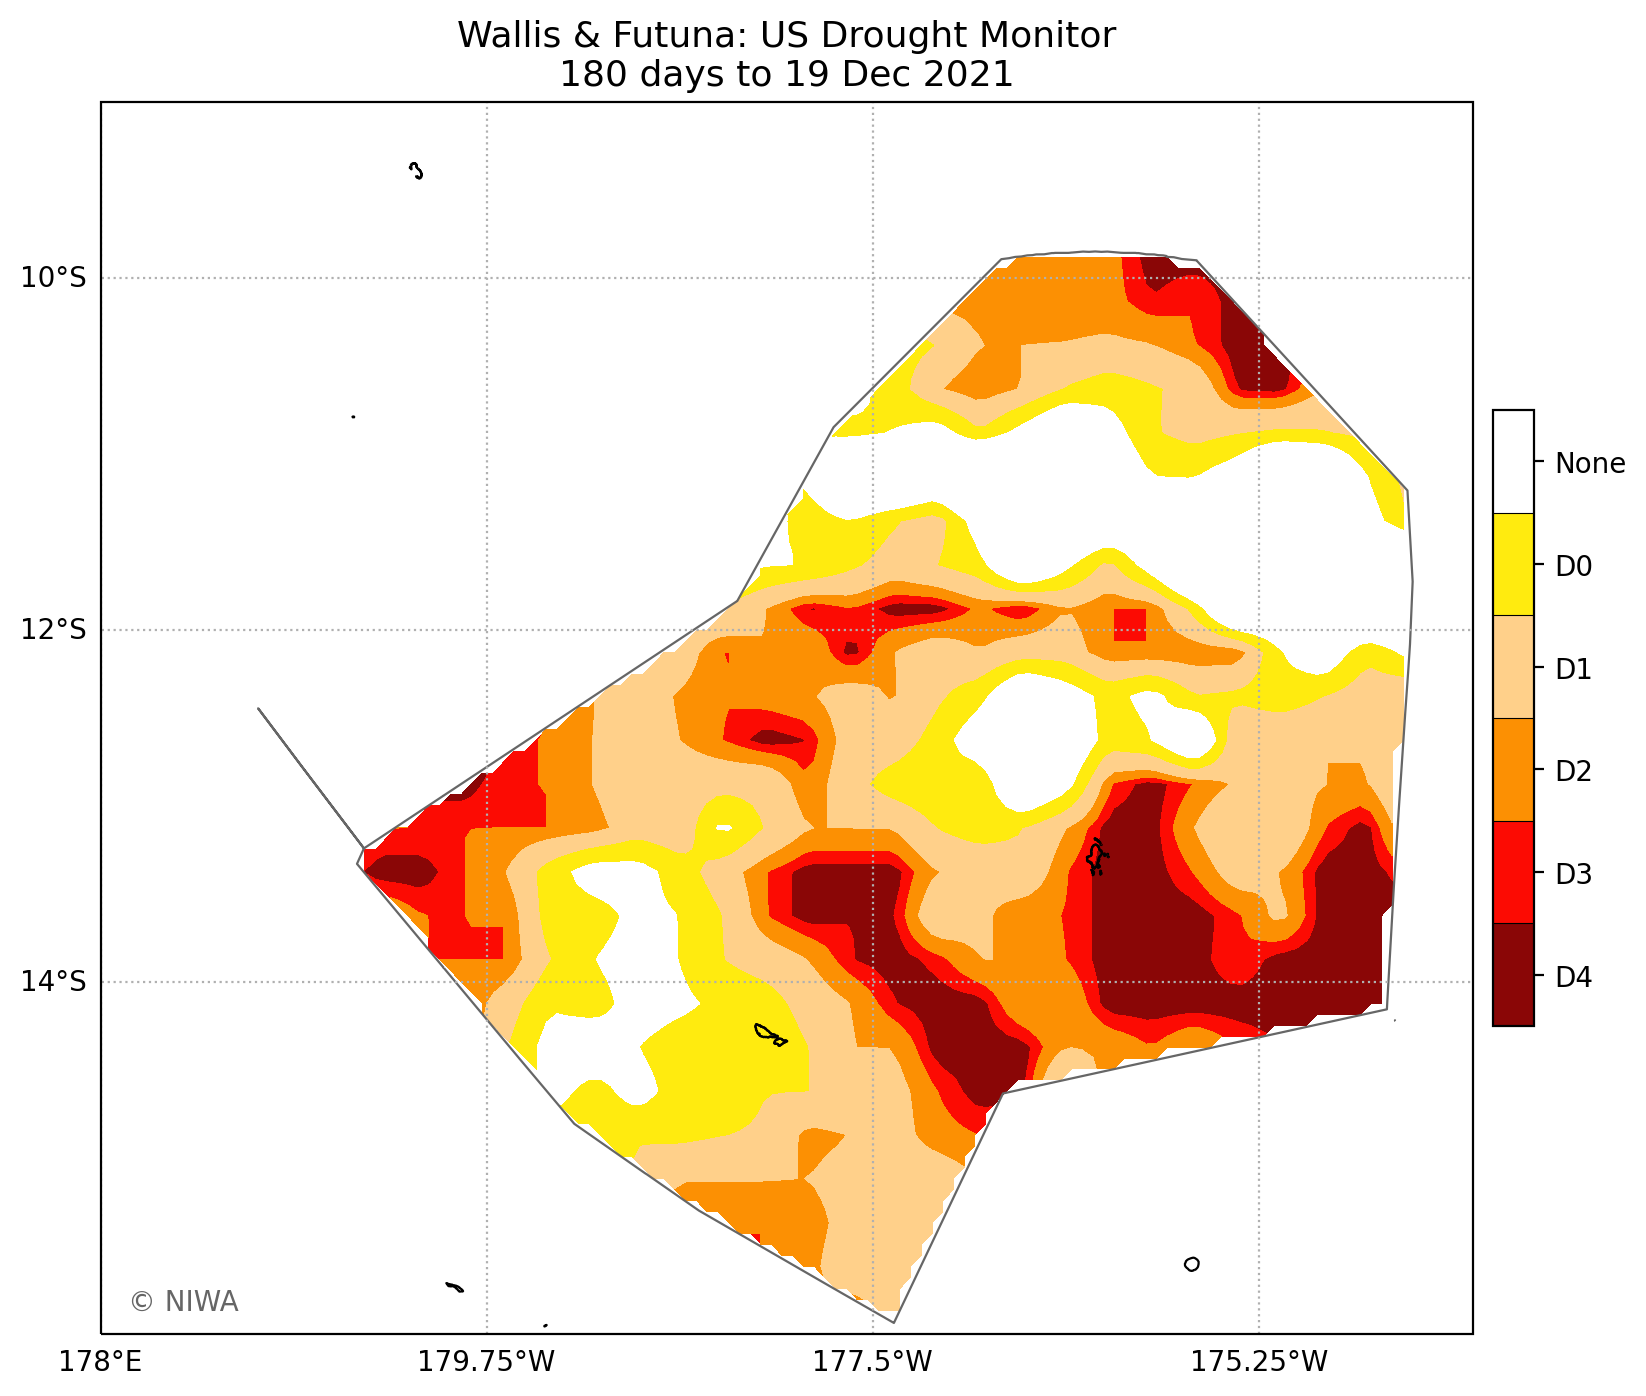 Wallis & Futuna: US Drought Monitor
180 days to 19 Dec 2021
10°S
12°S
14°S
178°E
179.75°W
177.5°W
175.25°W
None
D0
D1
D2
D3
D4
© NIWA